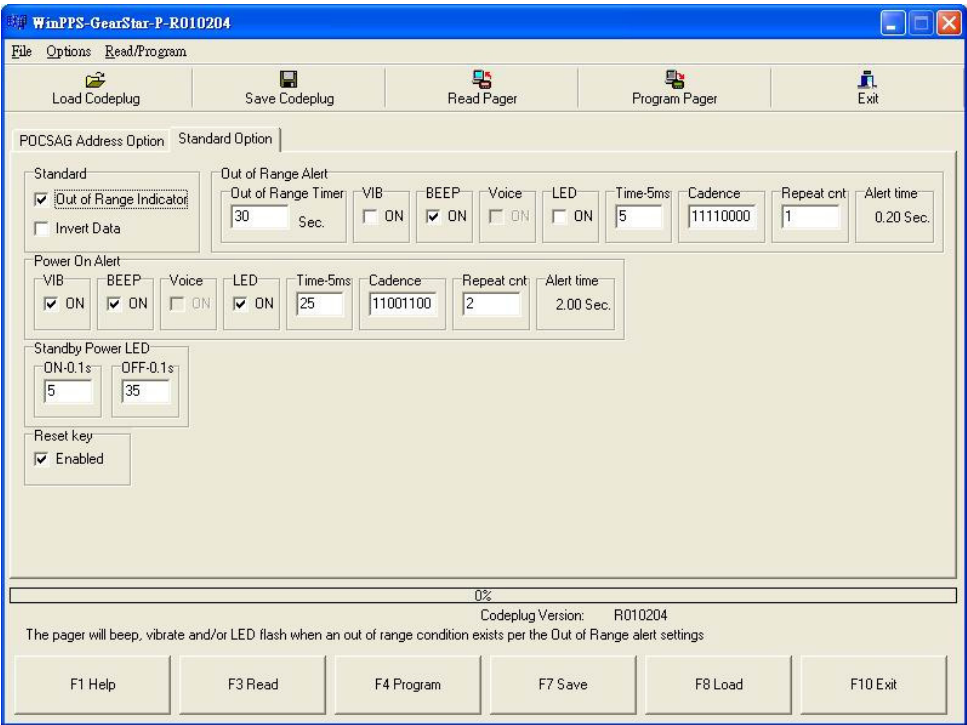 WinPPS-GearStar-P-R010204
File Options Read/Program
Load Codeplug Save Codeplug Read Pager Program Pager Exit
POCSAG Address Option Standard Option
Standard Out of Range Alert
Out of Range Timer VIB BEEP Voice LED Time-5ms Cadence Repeat cnt Alert time
Out of Range Indicator 30 Sec. ON ON ON ON 5 11110000 1 0.20 Sec.
Invert Data
Power On Alert
VIB BEEP Voice LED Time-5ms Cadence Repeat cnt Alert time
ON ON ON ON 25 11001100 2 2.00 Sec.
Standby Power LED
ON-0.1s OFF-0.1s
5 35
Reset key
Enabled
0%
Codeplug Version: R010204
The pager will beep, vibrate and/or LED flash when an out of range condition exists per the Out of Range alert settings
F1 Help F3 Read F4 Program F7 Save F8 Load F10 Exit